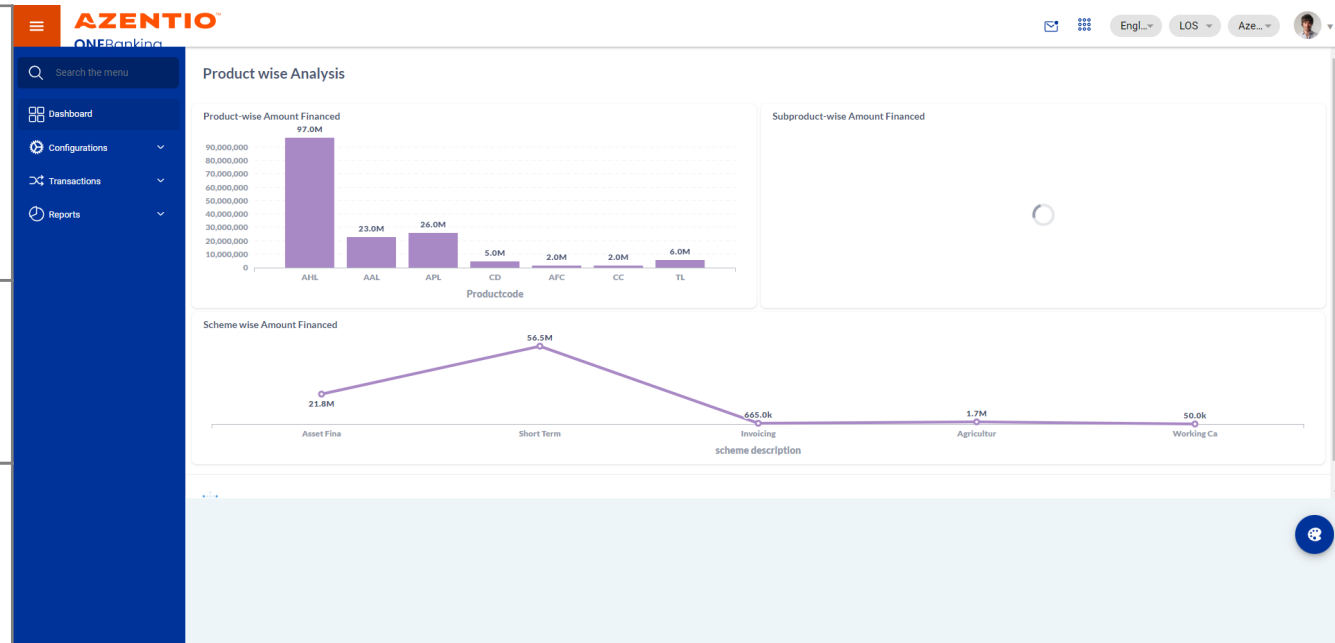 AZENTIO
ONEBanking
Engl...
LOS
Aze...
Search the menu
Dashboard
Configurations
Transactions
Reports
Product wise Analysis
Product-wise Amount Financed
97.0M
90,000,000
80,000,000
70,000,000
60,000,000
50,000,000
40,000,000
30,000,000
20,000,000
10,000,000
0
23.0M
26.0M
5.0M
2.0M
2.0M
6.0M
AHL AAL APL CD AFC CC TL
Productcode
Subproduct-wise Amount Financed
Scheme wise Amount Financed
56.5M
21.8M
665.0k
1.7M
50.0k
Asset Fina Short Term Invoicing Agricultur Working Ca
scheme description